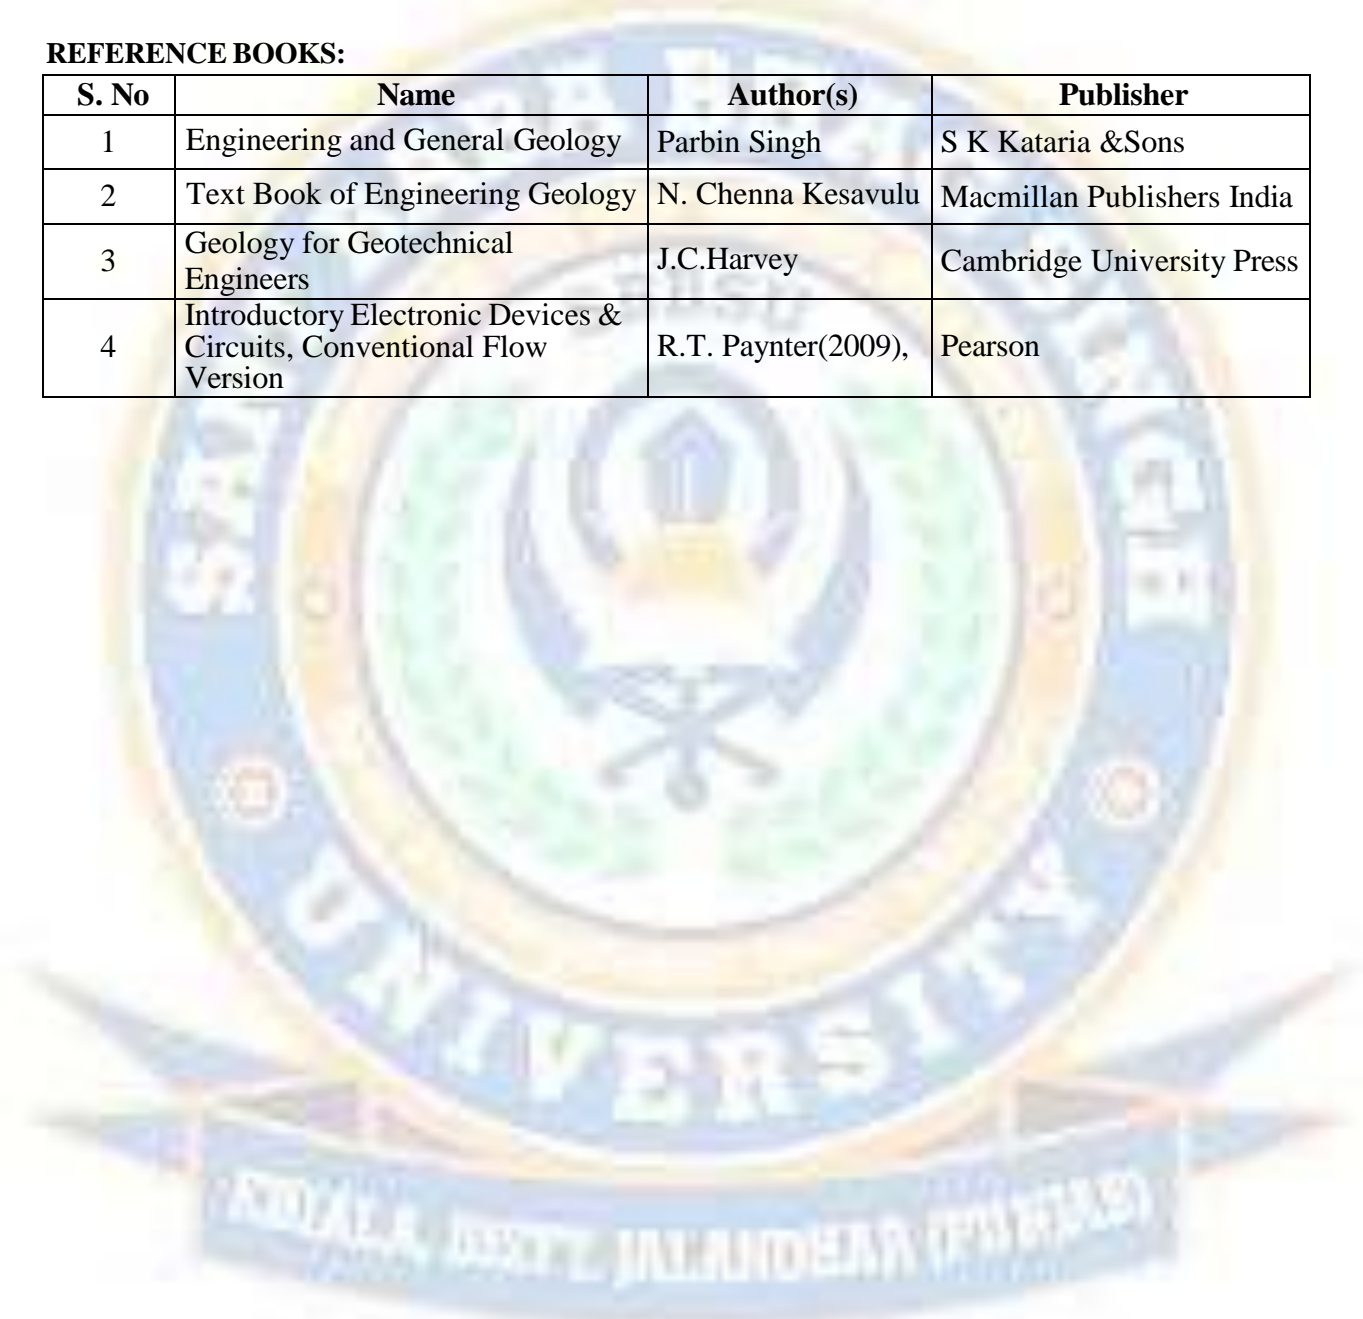 REFERENCE BOOKS:
S. No Name Author(s) Publisher
1 Engineering and General Geology Parbin Singh S K Kataria &Sons
2 Text Book of Engineering Geology N. Chenna Kesavulu Macmillan Publishers India
3 Geology for Geotechnical
Engineers J.C.Harvey Cambridge University Press
4 Introductory Electronic Devices &
Circuits, Conventional Flow
Version R.T. Paynter(2009), Pearson
UNIVERSITY
JALANDHAR (PUNJAB)